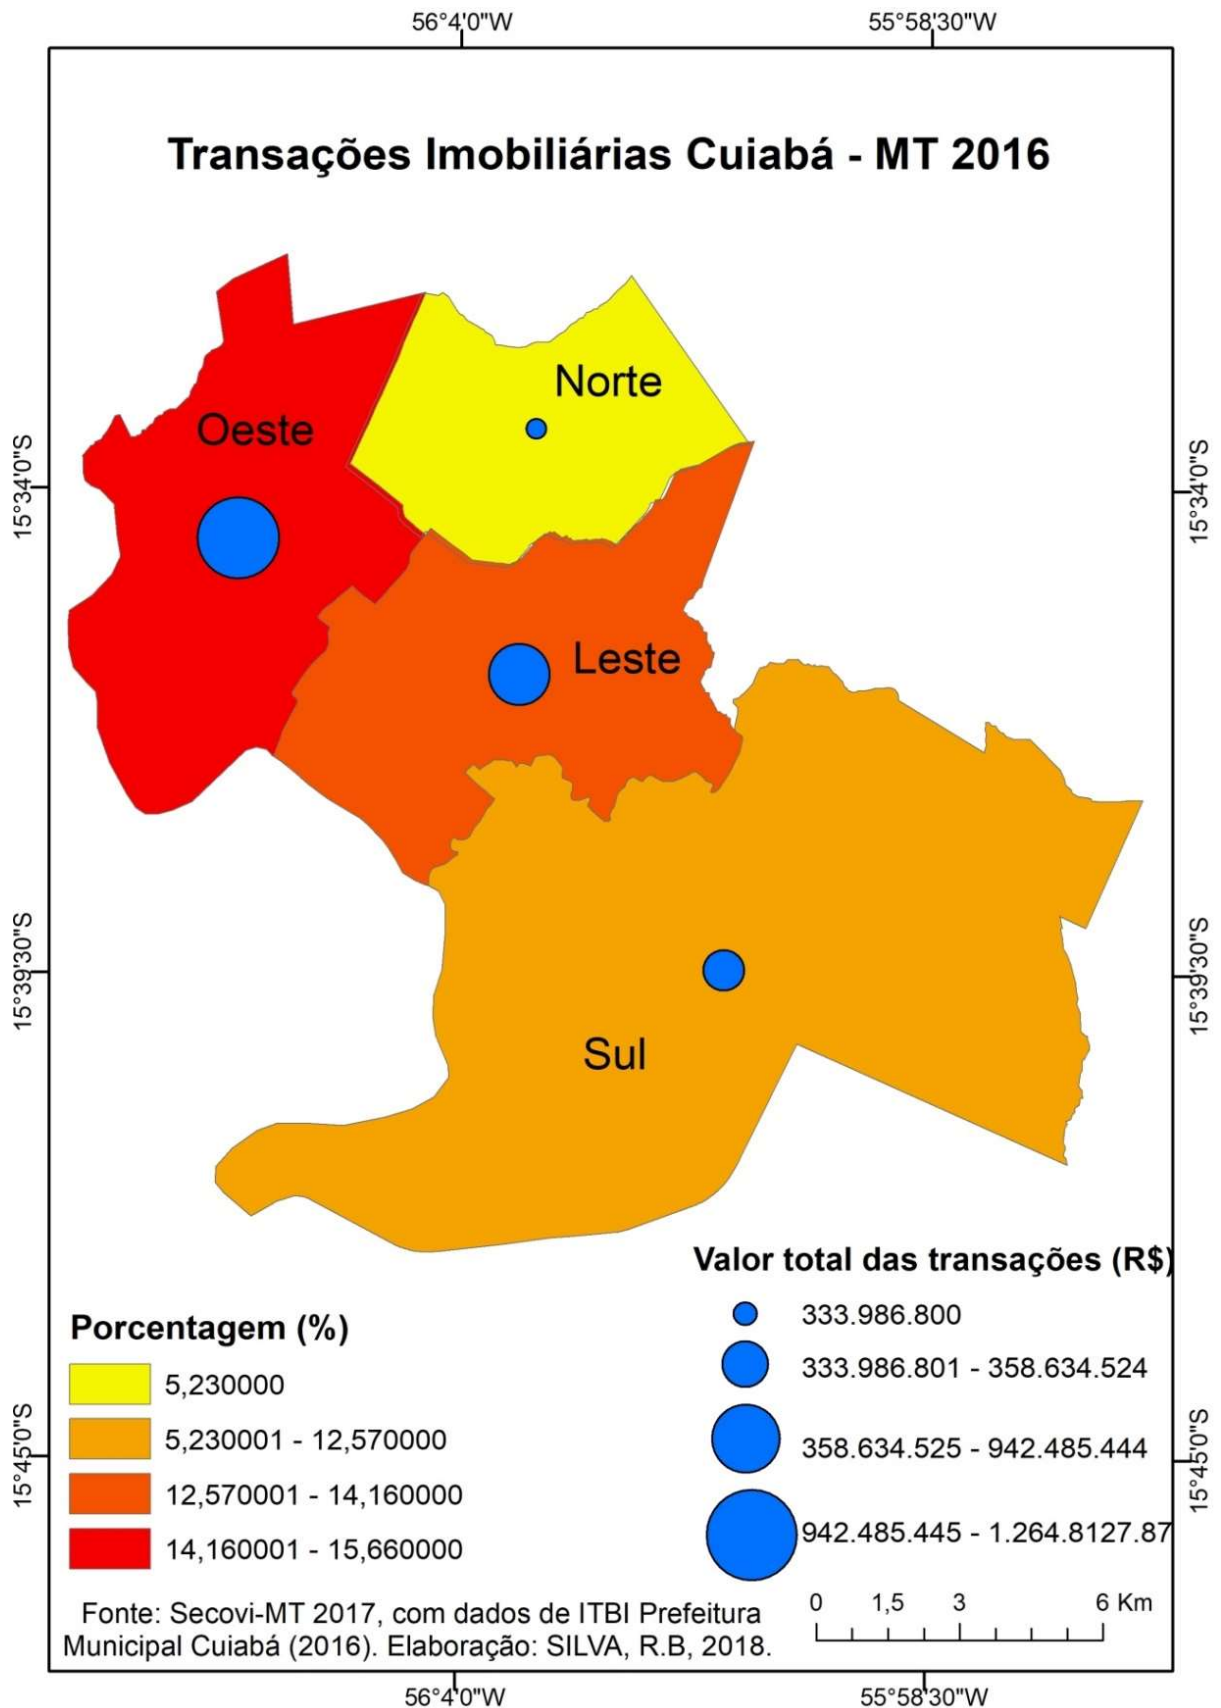 56°4'0"W 55°58'30"W
Transações Imobiliárias Cuiabá - MT 2016
Norte
Oeste
15°34'0"S 15°34'0"S
Leste
15°39'30"S 15°39'30"S
Sul
Valor total das transações (R$)
333.986.800
333.986.801 - 358.634.524
358.634.525 - 942.485.444
942.485.445 - 1.264.8127.87
Porcentagem (%)
5,230000
5,230001 - 12,570000
12,570001 - 14,160000
14,160001 - 15,660000
15°45'0"S 15°45'0"S
Fonte: Secovi-MT 2017, com dados de ITBI Prefeitura
Municipal Cuiabá (2016). Elaboração: SILVA, R.B, 2018.
0 1,5 3 6 Km
56°4'0"W 55°58'30"W